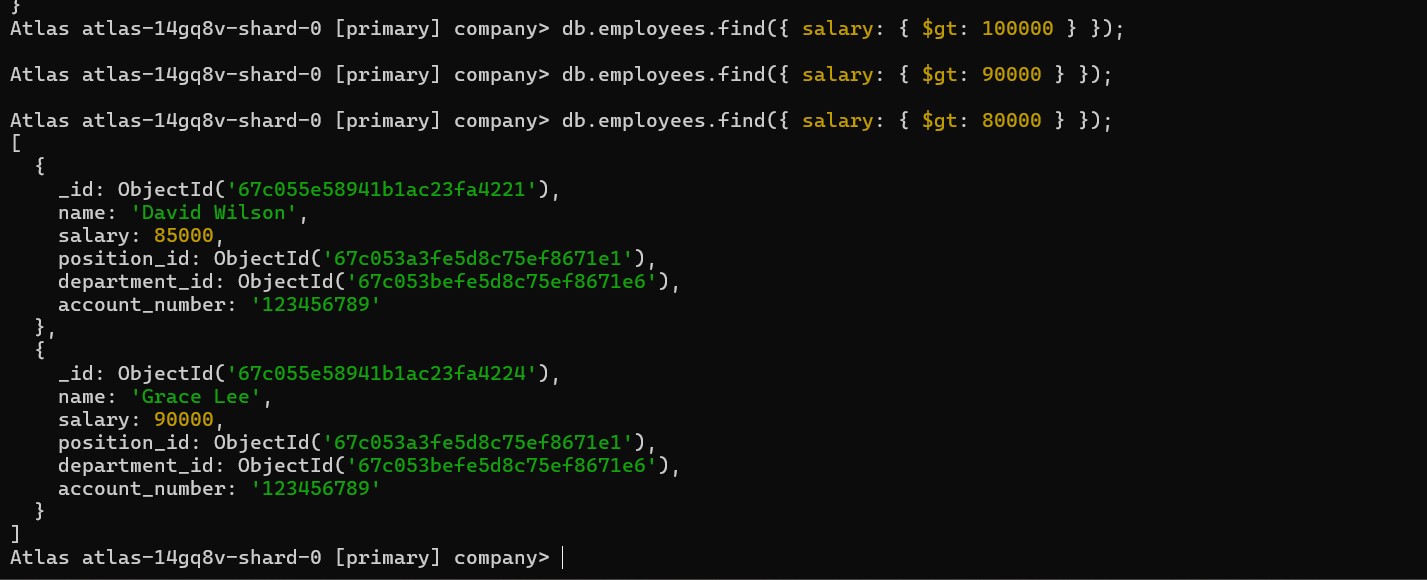 }
Atlas atlas-14gq8v-shard-0 [primary] company> db.employees.find({ salary: { $gt: 100000 } });
Atlas atlas-14gq8v-shard-0 [primary] company> db.employees.find({ salary: { $gt: 90000 } });
Atlas atlas-14gq8v-shard-0 [primary] company> db.employees.find({ salary: { $gt: 80000 } });
[
  {
    _id: ObjectId('67c055e58941b1ac23fa4221'),
    name: 'David Wilson',
    salary: 85000,
    position_id: ObjectId('67c053a3fe5d8c75ef8671e1'),
    department_id: ObjectId('67c053befe5d8c75ef8671e6'),
    account_number: '123456789'
  },
  {
    _id: ObjectId('67c055e58941b1ac23fa4224'),
    name: 'Grace Lee',
    salary: 90000,
    position_id: ObjectId('67c053a3fe5d8c75ef8671e1'),
    department_id: ObjectId('67c053befe5d8c75ef8671e6'),
    account_number: '123456789'
  }
]
Atlas atlas-14gq8v-shard-0 [primary] company>